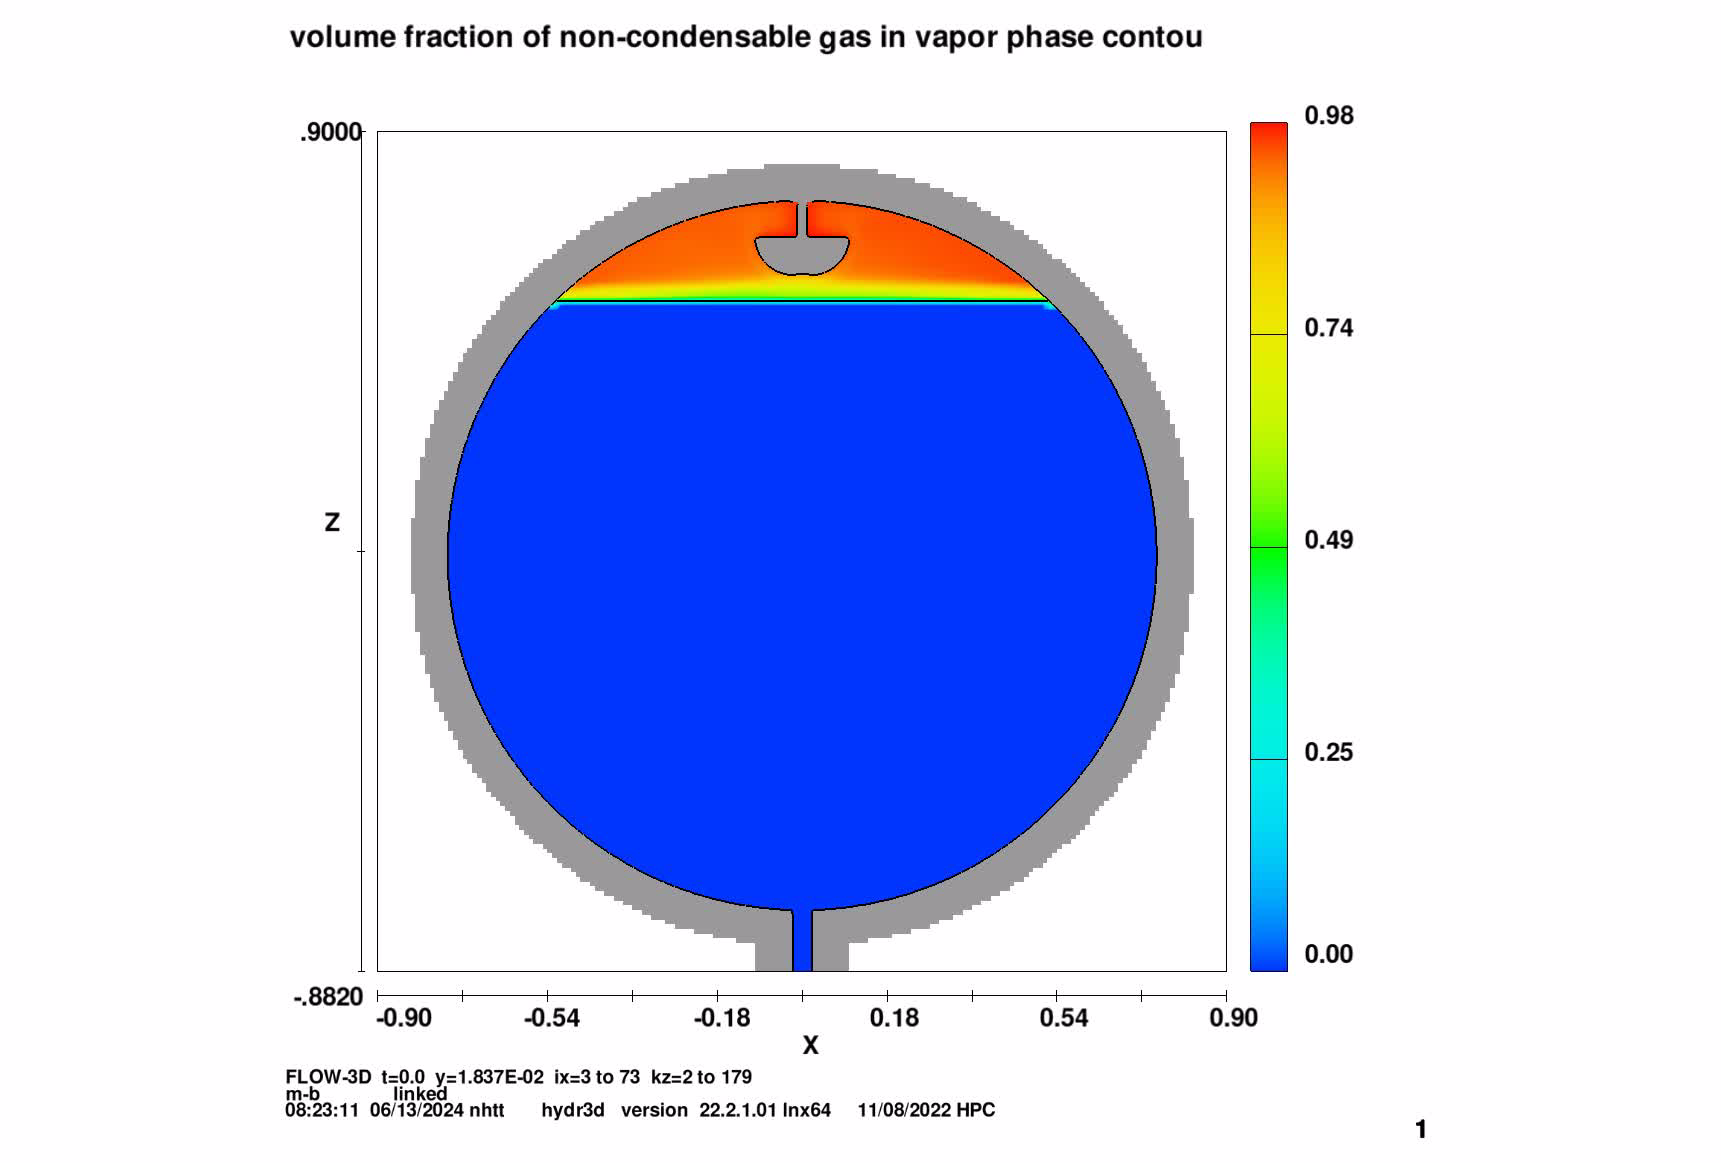 volume fraction of non-condensable gas in vapor phase contou
.9000
Z
-.8820
-0.90 -0.54 -0.18 0.18 0.54 0.90
X
0.98
0.74
0.49
0.25
0.00
FLOW-3D t=0.0 y=1.837E-02 ix=3 to 73 kz=2 to 179
m-b linked
08:23:11 06/13/2024 nhtt hydr3d version 22.2.1.01 lnx64 11/08/2022 HPC
1